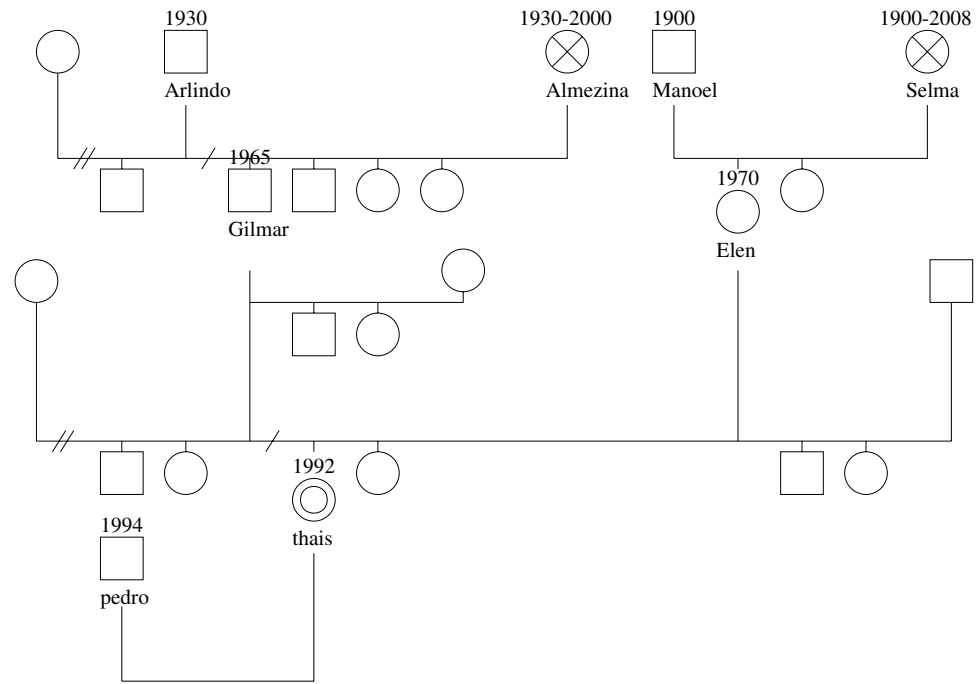 1930
1930-2000
1900
1900-2008
Arlindo
Almezina
Manoel
Selma
1965
1970
Gilmar
Elen
1992
thais
1994
pedro